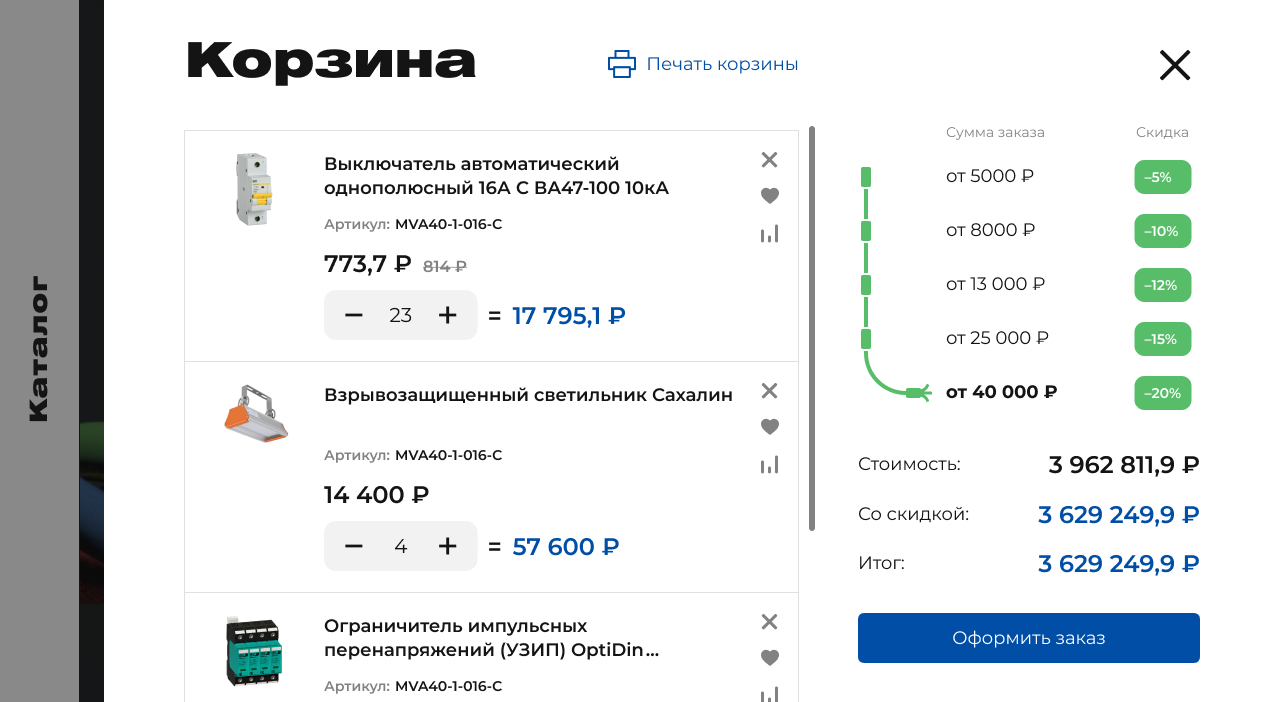 Каталог
Корзина
Печать корзины
Выключатель автоматический
однополюсный 16А С ВА47-100 10кА
Артикул: MVA40-1-016-C
773,7 ₽ 814 ₽
− 23 + = 17 795,1 ₽
Взрывозащищенный светильник Сахалин
Артикул: MVA40-1-016-C
14 400 ₽
− 4 + = 57 600 ₽
Ограничитель импульсных
перенапряжений (УЗИП) OptiDin...
Артикул: MVA40-1-016-C
Сумма заказа Скидка
от 5000 ₽ –5%
от 8000 ₽ –10%
от 13 000 ₽ –12%
от 25 000 ₽ –15%
от 40 000 ₽ –20%
Стоимость: 3 962 811,9 ₽
Со скидкой: 3 629 249,9 ₽
Итог: 3 629 249,9 ₽
Оформить заказ